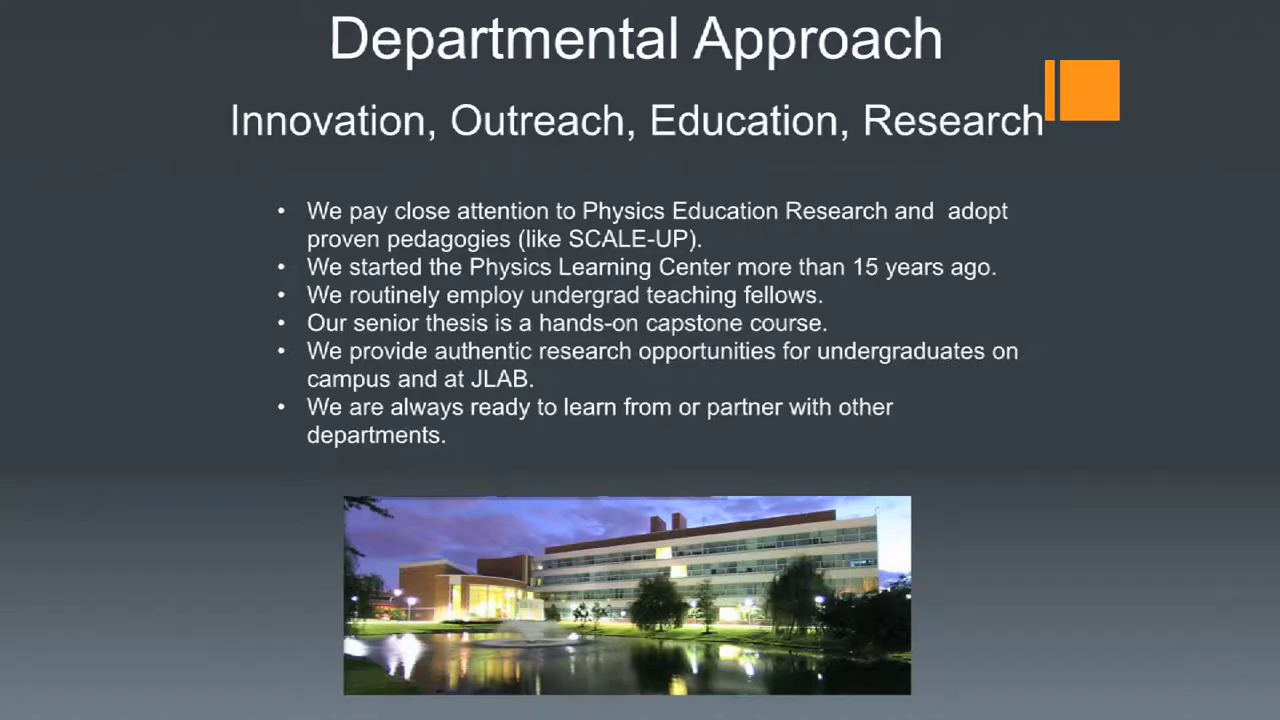 Departmental Approach
Innovation, Outreach, Education, Research
• We pay close attention to Physics Education Research and  adopt
proven pedagogies (like SCALE-UP).
• We started the Physics Learning Center more than 15 years ago.
• We routinely employ undergrad teaching fellows.
• Our senior thesis is a hands-on capstone course.
• We provide authentic research opportunities for undergraduates on
campus and at JLAB.
• We are always ready to learn from or partner with other
departments.